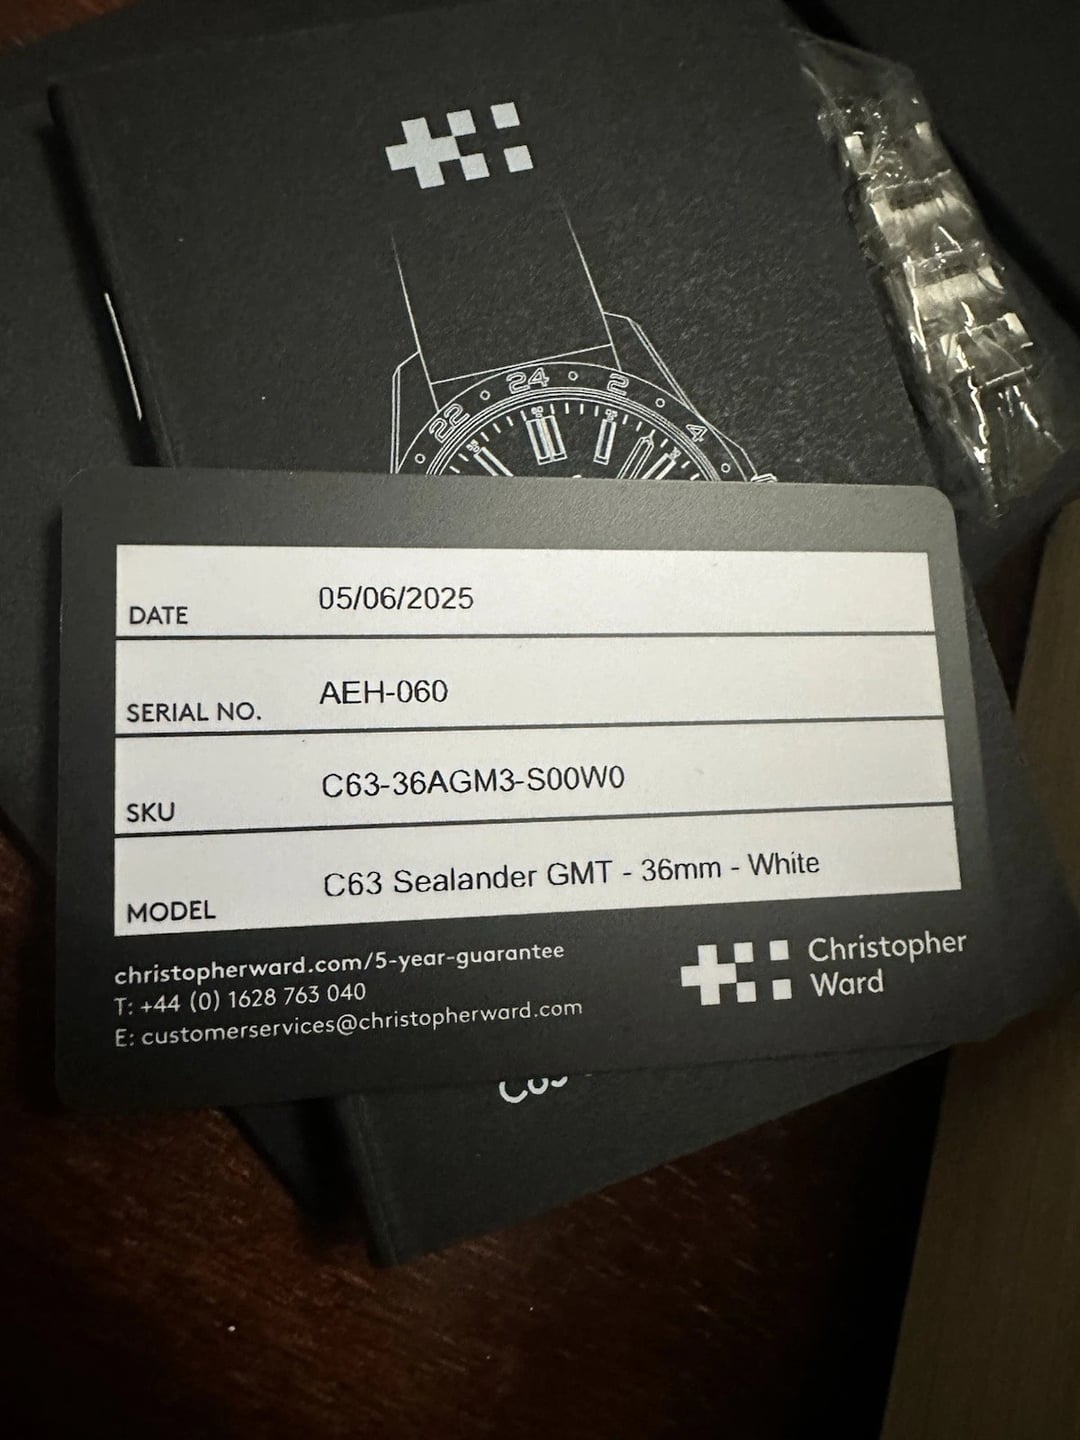 22 24 2 4
DATE 05/06/2025
SERIAL NO. AEH-060
SKU C63-36AGM3-S00W0
MODEL C63 Sealander GMT - 36mm - White
christopherward.com/5-year-guarantee
T: +44 (0) 1628 763 040
E: customerservices@christopherward.com
Christopher
Ward